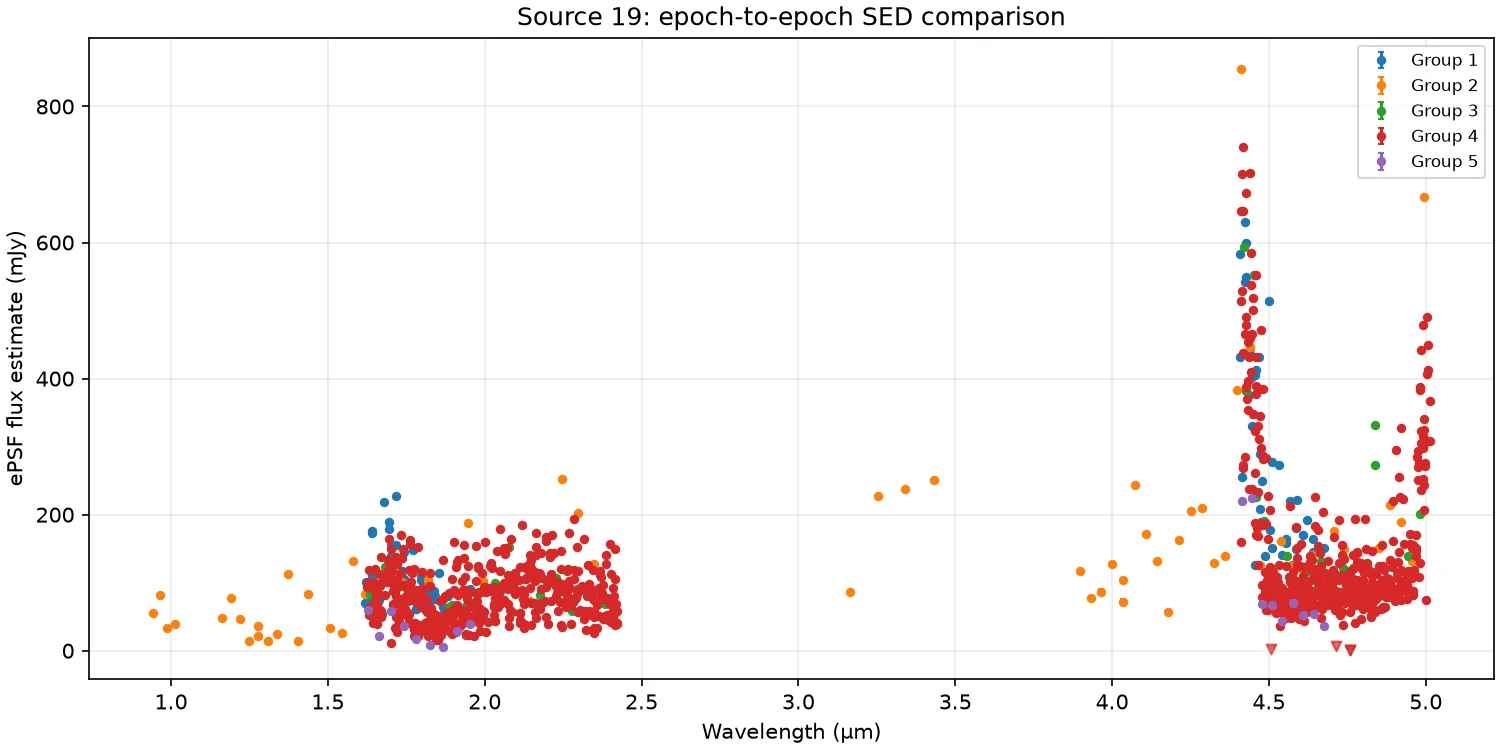 Source 19: epoch-to-epoch SED comparison
ePSF flux estimate (mJy)
800
600
400
200
0
Group 1
Group 2
Group 3
Group 4
Group 5
1.0 1.5 2.0 2.5 3.0 3.5 4.0 4.5 5.0
Wavelength (μm)